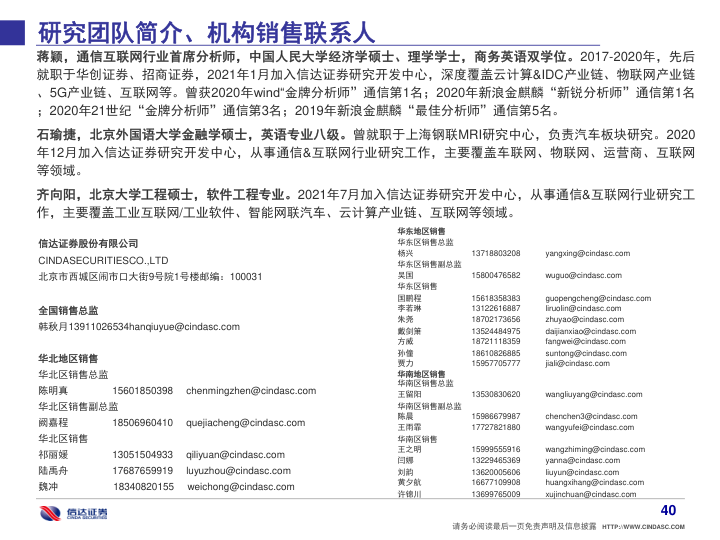 研究团队简介、机构销售联系人
蒋颖，通信互联网行业首席分析师，中国人民大学经济学硕士、理学学士，商务英语双学位。2017-2020年，先后
就职于华创证券、招商证券，2021年1月加入信达证券研究开发中心，深度覆盖云计算&IDC产业链、物联网产业链
、5G产业链、互联网等。曾获2020年wind“金牌分析师”通信第1名；2020年新浪金麒麟“新锐分析师”通信第1名
；2020年21世纪“金牌分析师”通信第3名；2019年新浪金麒麟“最佳分析师”通信第5名。
石瑜捷，北京外国语大学金融学硕士，英语专业八级。曾就职于上海钢联MRI研究中心，负责汽车板块研究。2020
年12月加入信达证券研究开发中心，从事通信&互联网行业研究工作，主要覆盖车联网、物联网、运营商、互联网
等领域。
齐向阳，北京大学工程硕士，软件工程专业。2021年7月加入信达证券研究开发中心，从事通信&互联网行业研究工
作，主要覆盖工业互联网/工业软件、智能网联汽车、云计算产业链、互联网等领域。
信达证券股份有限公司
CINDASECURITIESCO.,LTD
北京市西城区闹市口大街9号院1号楼邮编：100031
全国销售总监
韩秋月13911026534hanqiuyue@cindasc.com
华北地区销售
华北区销售总监
陈明真 15601850398 chenmingzhen@cindasc.com
华北区销售副总监
阙嘉程 18506960410 quejiacheng@cindasc.com
华北区销售
祁丽媛 13051504933 qiliyuan@cindasc.com
陆禹舟 17687659919 luyuzhou@cindasc.com
魏冲 18340820155 weichong@cindasc.com
华东地区销售
华东区销售总监
杨兴 13718803208 yangxing@cindasc.com
华东区销售副总监
吴国 15800476582 wuguo@cindasc.com
华东区销售
国鹏程 15618358383 guopengcheng@cindasc.com
李若琳 13122616887 liruolin@cindasc.com
朱尧 18702173656 zhuyao@cindasc.com
戴剑箫 13524484975 daijianxiao@cindasc.com
方威 18721118359 fangwei@cindasc.com
孙僮 18610826885 suntong@cindasc.com
贾力 15957705777 jiali@cindasc.com
华南地区销售
华南区销售总监
王留阳 13530830620 wangliuyang@cindasc.com
华南区销售副总监
陈晨 15986679987 chenchen3@cindasc.com
王雨霏 17727821880 wangyufei@cindasc.com
华南区销售
王之明 15999555916 wangzhiming@cindasc.com
闫娜 13229465369 yanna@cindasc.com
刘韵 13620005606 liuyun@cindasc.com
黄夕航 16677109908 huangxihang@cindasc.com
许锦川 13699765009 xujinchuan@cindasc.com
信达证券
CINDA SECURITIES
40
请务必阅读最后一页免责声明及信息披露 HTTP://WWW.CINDASC.COM